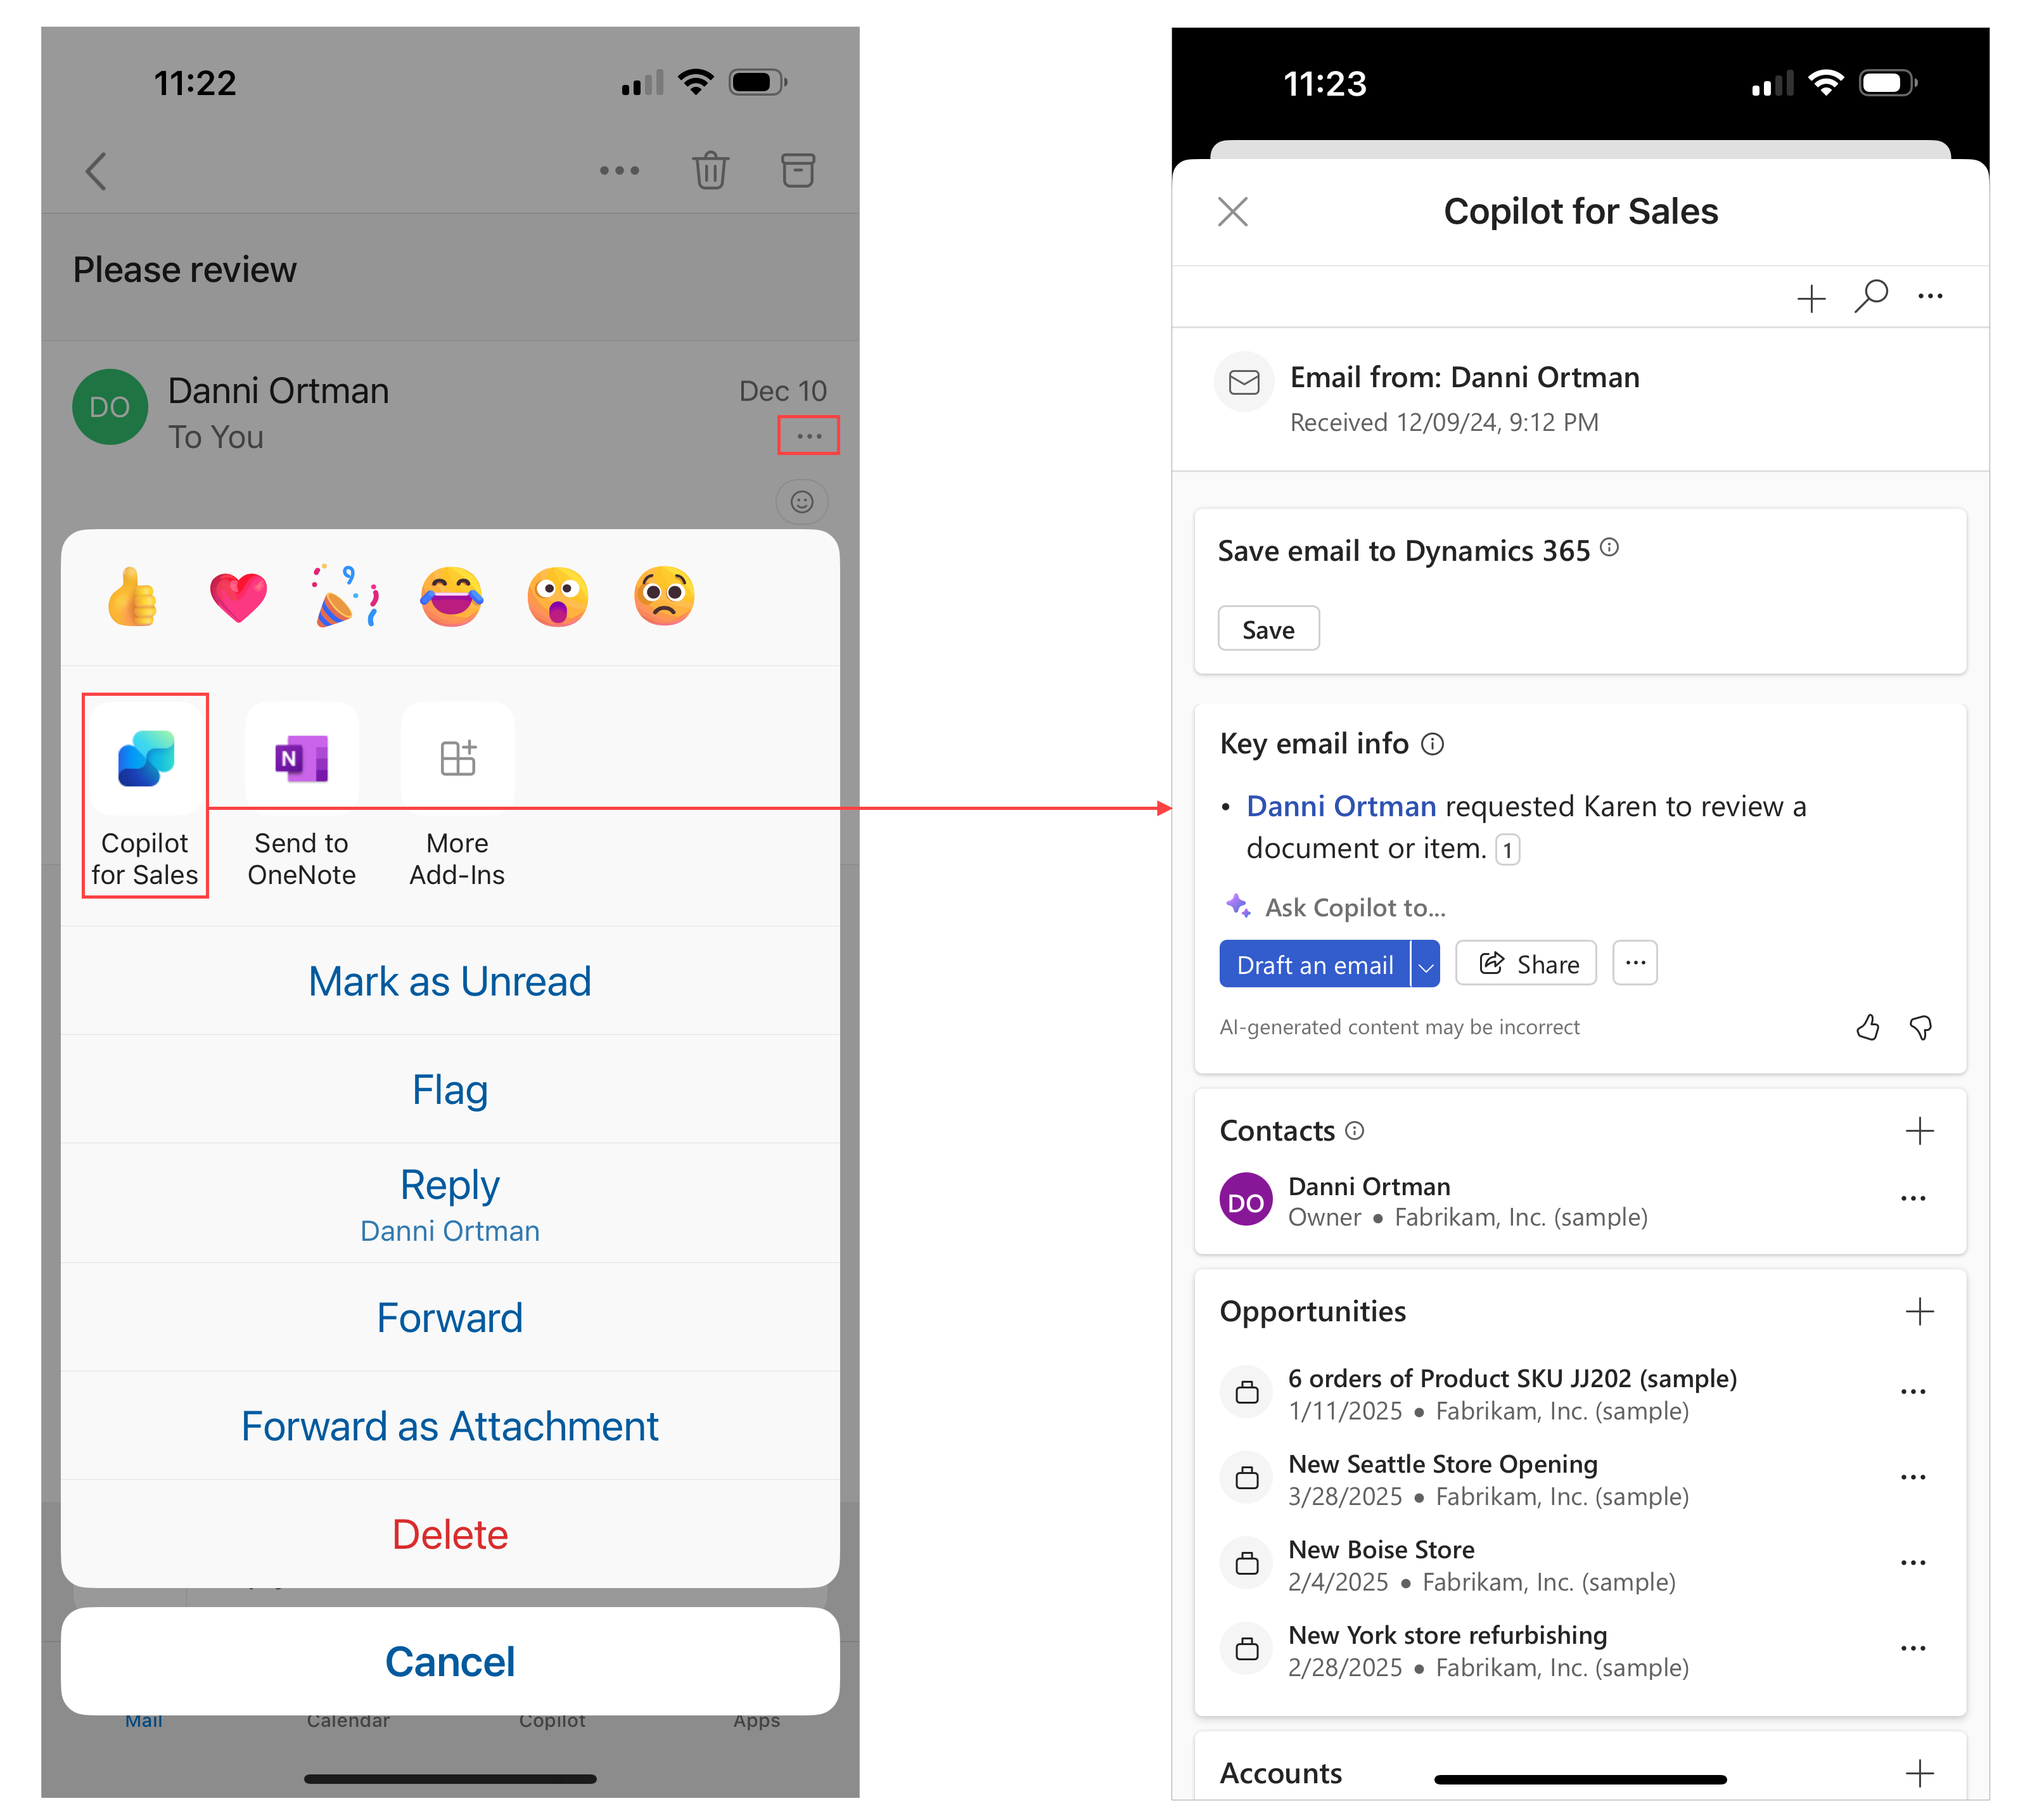 11:22
Please review
DO
Danni Ortman
Dec 10
To You
Copilot
for Sales
Send to
OneNote
More
Add-Ins
Mark as Unread
Flag
Reply
Danni Ortman
Forward
Forward as Attachment
Delete
Cancel
Mail
Calendar
Copilot
Apps
11:23
Copilot for Sales
Email from: Danni Ortman
Received 12/09/24, 9:12 PM
Save email to Dynamics 365
Save
Key email info
• Danni Ortman requested Karen to review a
document or item. 1
Ask Copilot to...
Draft an email
Share
AI-generated content may be incorrect
Contacts
DO
Danni Ortman
Owner • Fabrikam, Inc. (sample)
Opportunities
6 orders of Product SKU JJ202 (sample)
1/11/2025 • Fabrikam, Inc. (sample)
New Seattle Store Opening
3/28/2025 • Fabrikam, Inc. (sample)
New Boise Store
2/4/2025 • Fabrikam, Inc. (sample)
New York store refurbishing
2/28/2025 • Fabrikam, Inc. (sample)
Accounts